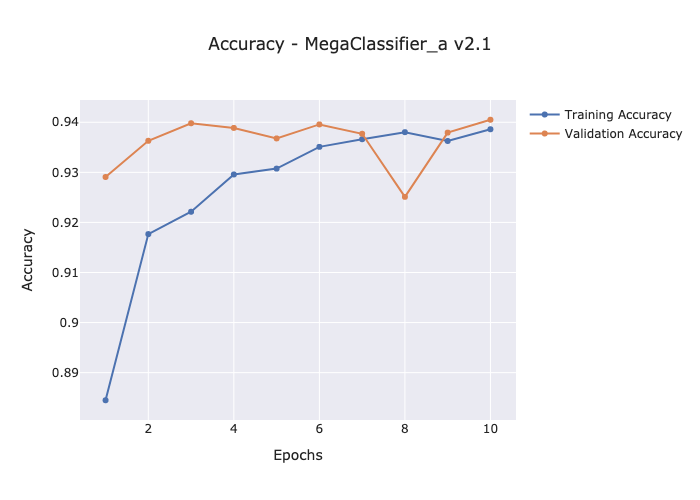 Accuracy - MegaClassifier_a v2.1
Training Accuracy
Validation Accuracy
Accuracy
0.94
0.93
0.92
0.91
0.9
0.89
2 4 6 8 10
Epochs